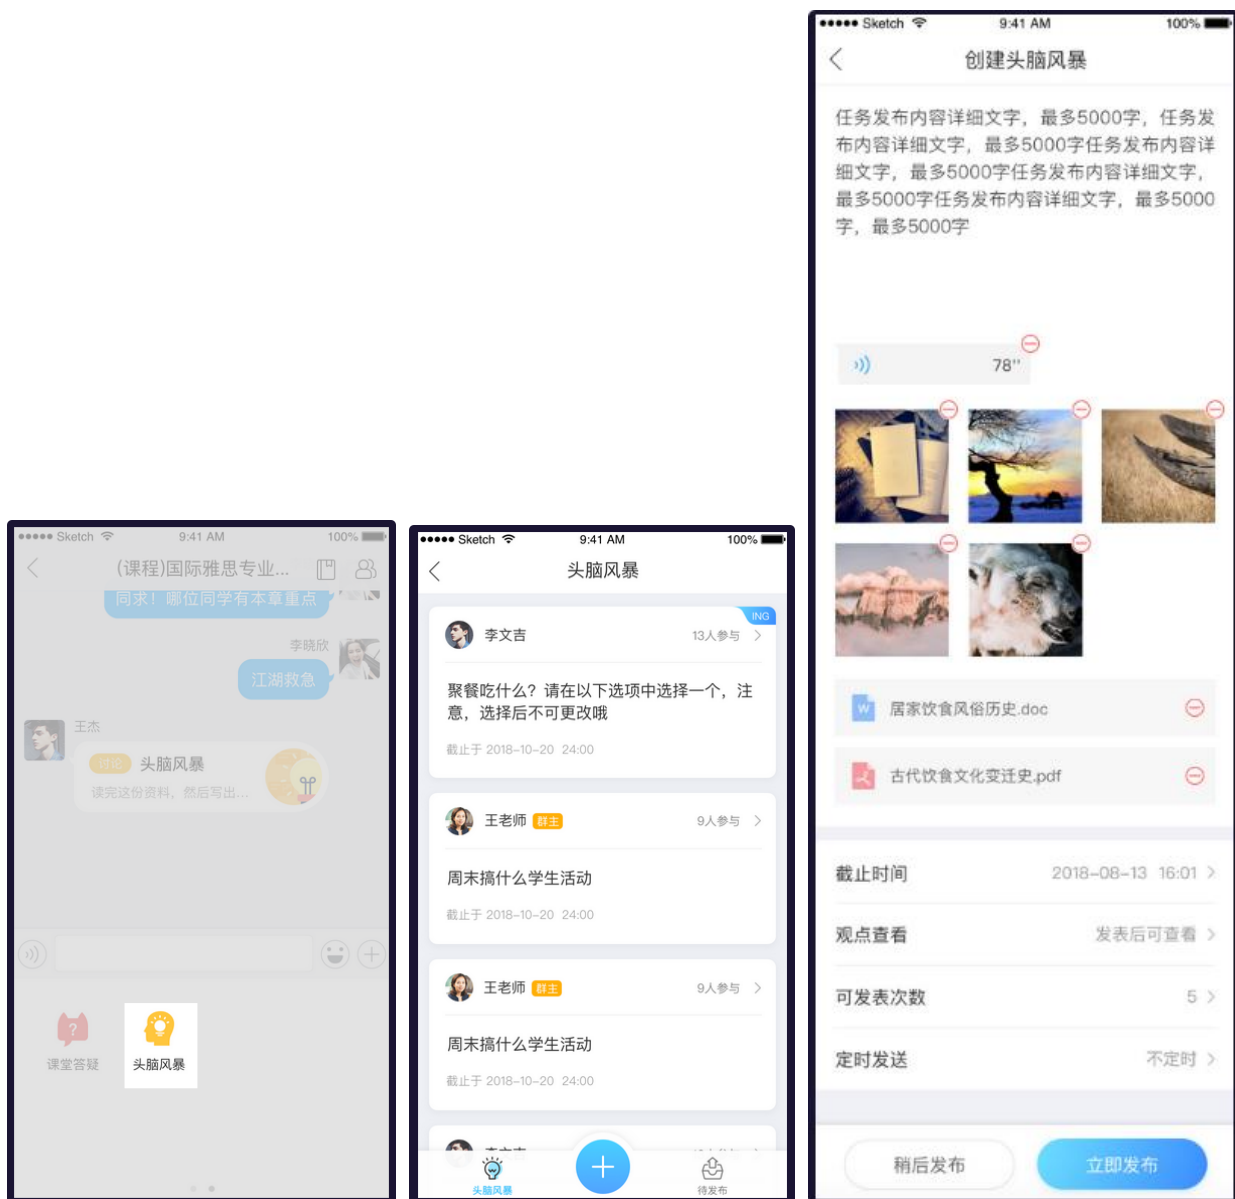 Sketch 9:41 AM 100%
(课程)国际雅思专业...
同求！哪位同学有本章重点
李晓欣
江湖救急
王杰
讨论 头脑风暴
读完这份资料，然后写出...
?
课堂答疑 头脑风暴
Sketch 9:41 AM 100%
头脑风暴
ING
李文吉 13人参与
聚餐吃什么？请在以下选项中选择一个，注
意，选择后不可更改哦
截止于 2018-10-20 24:00
王老师 群主 9人参与
周末搞什么学生活动
截止于 2018-10-20 24:00
王老师 群主 9人参与
周末搞什么学生活动
截止于 2018-10-20 24:00
头脑风暴 待发布
Sketch 9:41 AM 100%
创建头脑风暴
任务发布内容详细文字，最多5000字，任务发
布内容详细文字，最多5000字任务发布内容详
细文字，最多5000字任务发布内容详细文字，
最多5000字任务发布内容详细文字，最多5000
字，最多5000字
78''
W 居家饮食风俗历史.doc
古代饮食文化变迁史.pdf
截止时间 2018-08-13 16:01
观点查看 发表后可查看
可发表次数 5
定时发送 不定时
稍后发布 立即发布